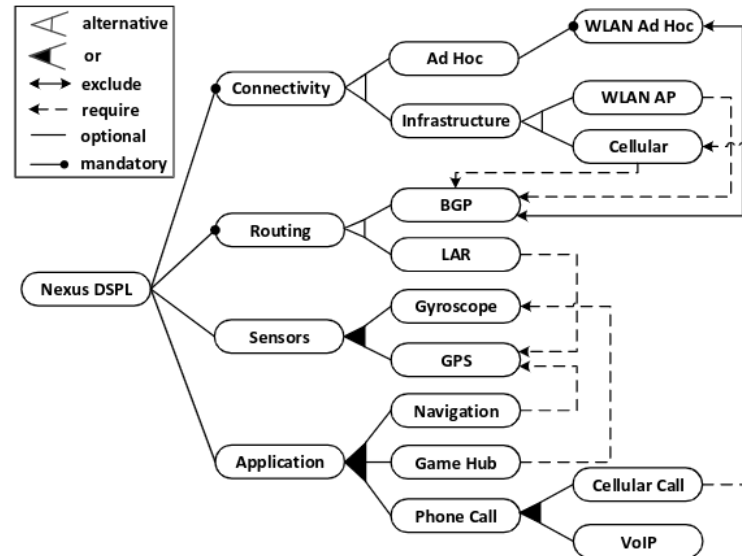 alternative
or
exclude
require
optional
mandatory
Nexus DSPL
Connectivity
Ad Hoc
WLAN Ad Hoc
Infrastructure
WLAN AP
Cellular
Routing
BGP
LAR
Sensors
Gyroscope
GPS
Application
Navigation
Game Hub
Phone Call
Cellular Call
VoIP